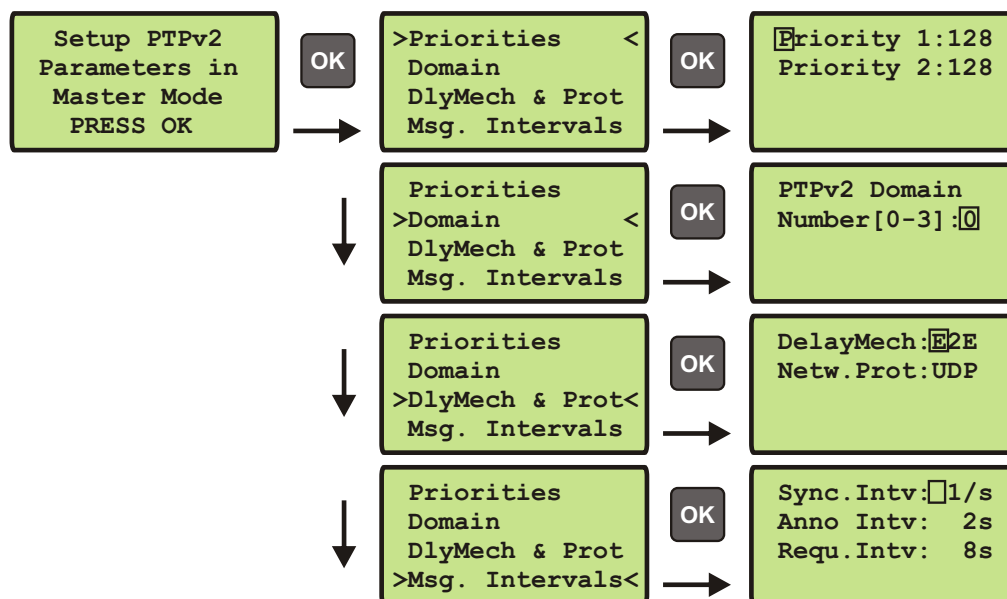 Setup PTPv2
Parameters in
Master Mode
PRESS OK
OK
>Priorities <
Domain
DlyMech & Prot
Msg. Intervals
OK
Priority 1:128
Priority 2:128
Priorities
>Domain <
DlyMech & Prot
Msg. Intervals
OK
PTPv2 Domain
Number[0-3]:0
Priorities
Domain
>DlyMech & Prot<
Msg. Intervals
OK
DelayMech:E2E
Netw.Prot:UDP
Priorities
Domain
DlyMech & Prot
>Msg. Intervals<
OK
Sync.Intv: 1/s
Anno Intv: 2s
Requ.Intv: 8s